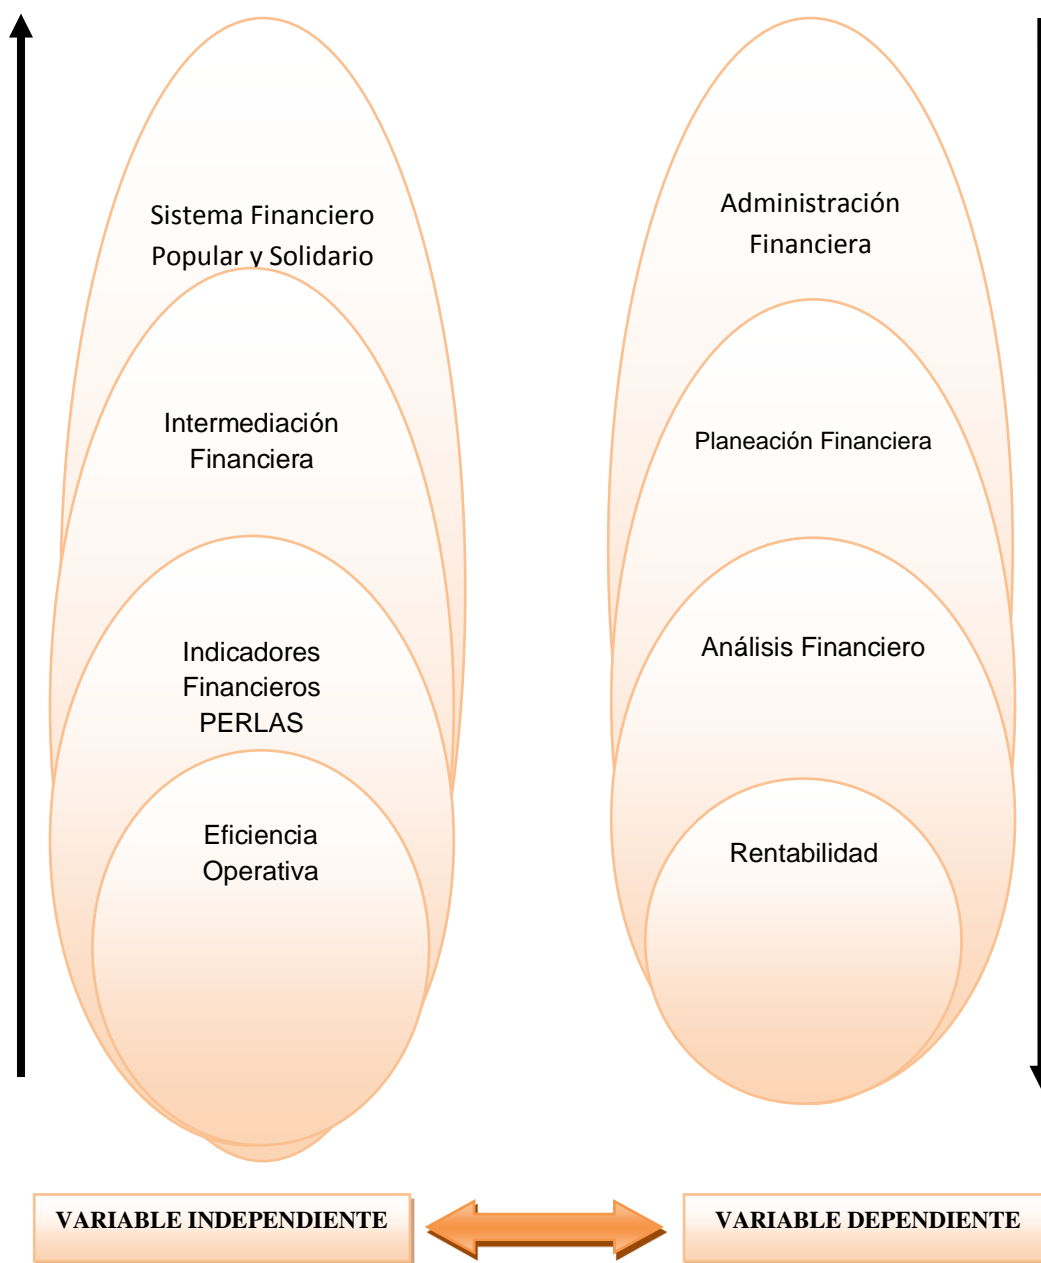 Sistema Financiero
Popular y Solidario
Intermediación
Financiera
Indicadores
Financieros
PERLAS
Eficiencia
Operativa
Administración
Financiera
Planeación Financiera
Análisis Financiero
Rentabilidad
VARIABLE INDEPENDIENTE
VARIABLE DEPENDIENTE